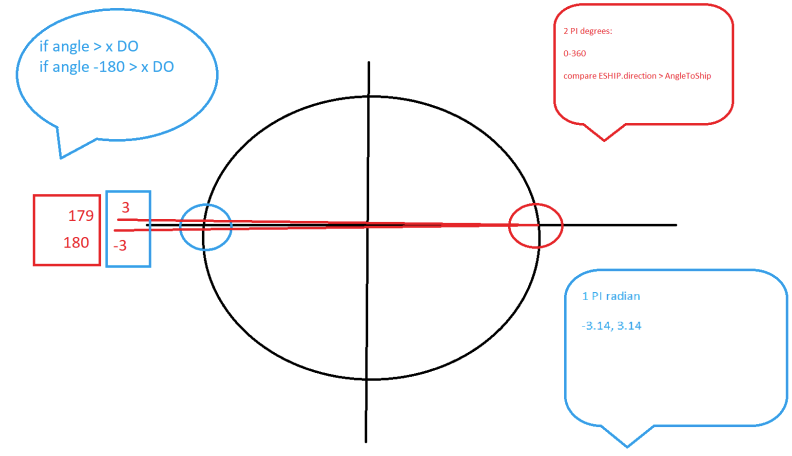 if angle > x DO
if angle -180 > x DO
2 PI degrees:
0-360
compare ESHIP.direction > AngleToShip
179
3
180
-3
1 PI radian
-3.14, 3.14